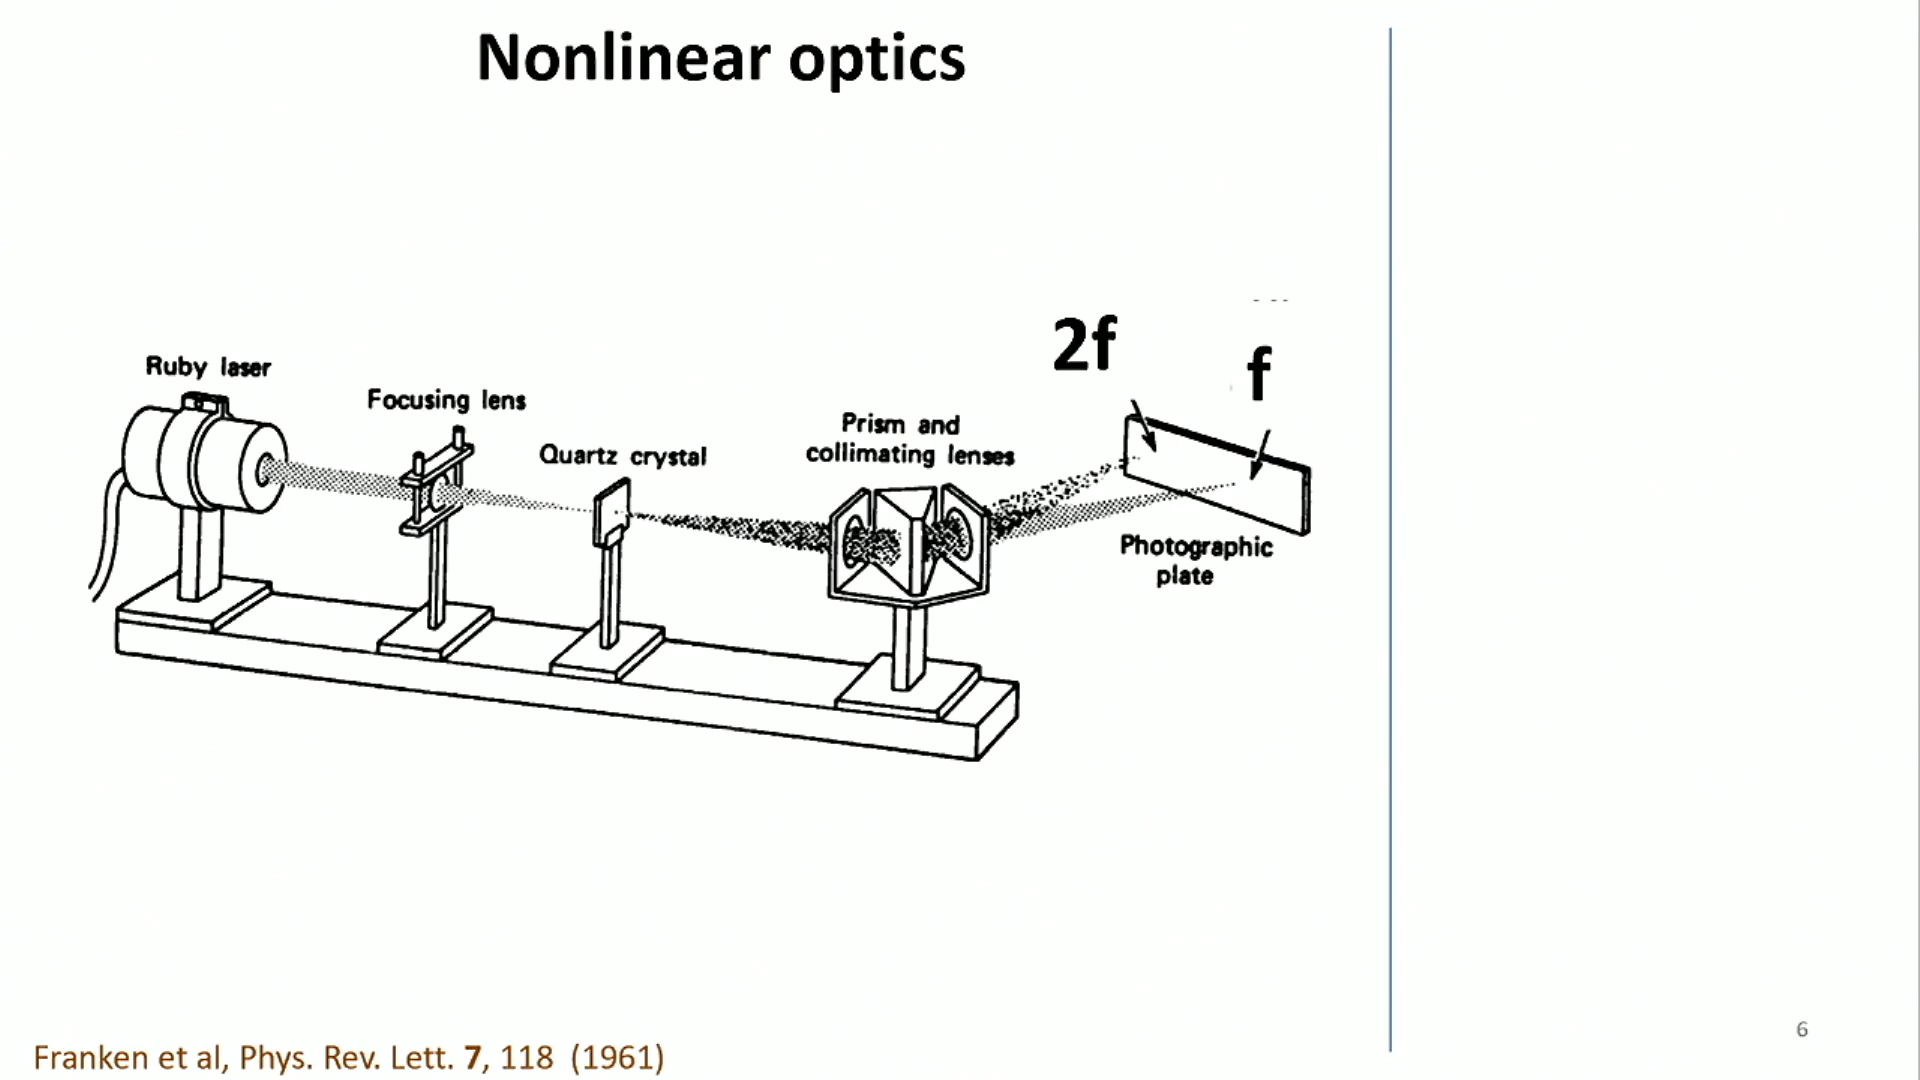 Nonlinear optics
2f
f
Ruby laser
Focusing lens
Quartz crystal
Prism and
collimating lenses
Photographic
plate
Franken et al, Phys. Rev. Lett. 7, 118 (1961)
6